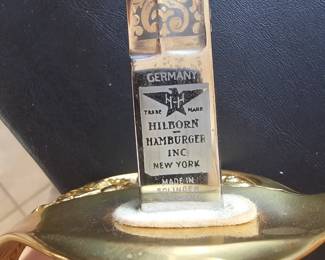 GERMANY
H-H
TRADE MARK
HILBORN
HAMBURGER
INC
NEW YORK
MADE IN
SOLINGEN